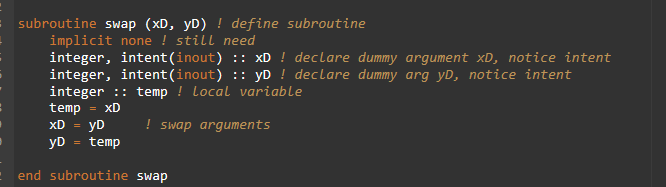 subroutine swap (xD, yD) ! define subroutine
    implicit none ! still need
    integer, intent(inout) :: xD ! declare dummy argument xD, notice intent
    integer, intent(inout) :: yD ! declare dummy arg yD, notice intent
    integer :: temp ! local variable
    temp = xD
    xD = yD     ! swap arguments
    yD = temp
end subroutine swap